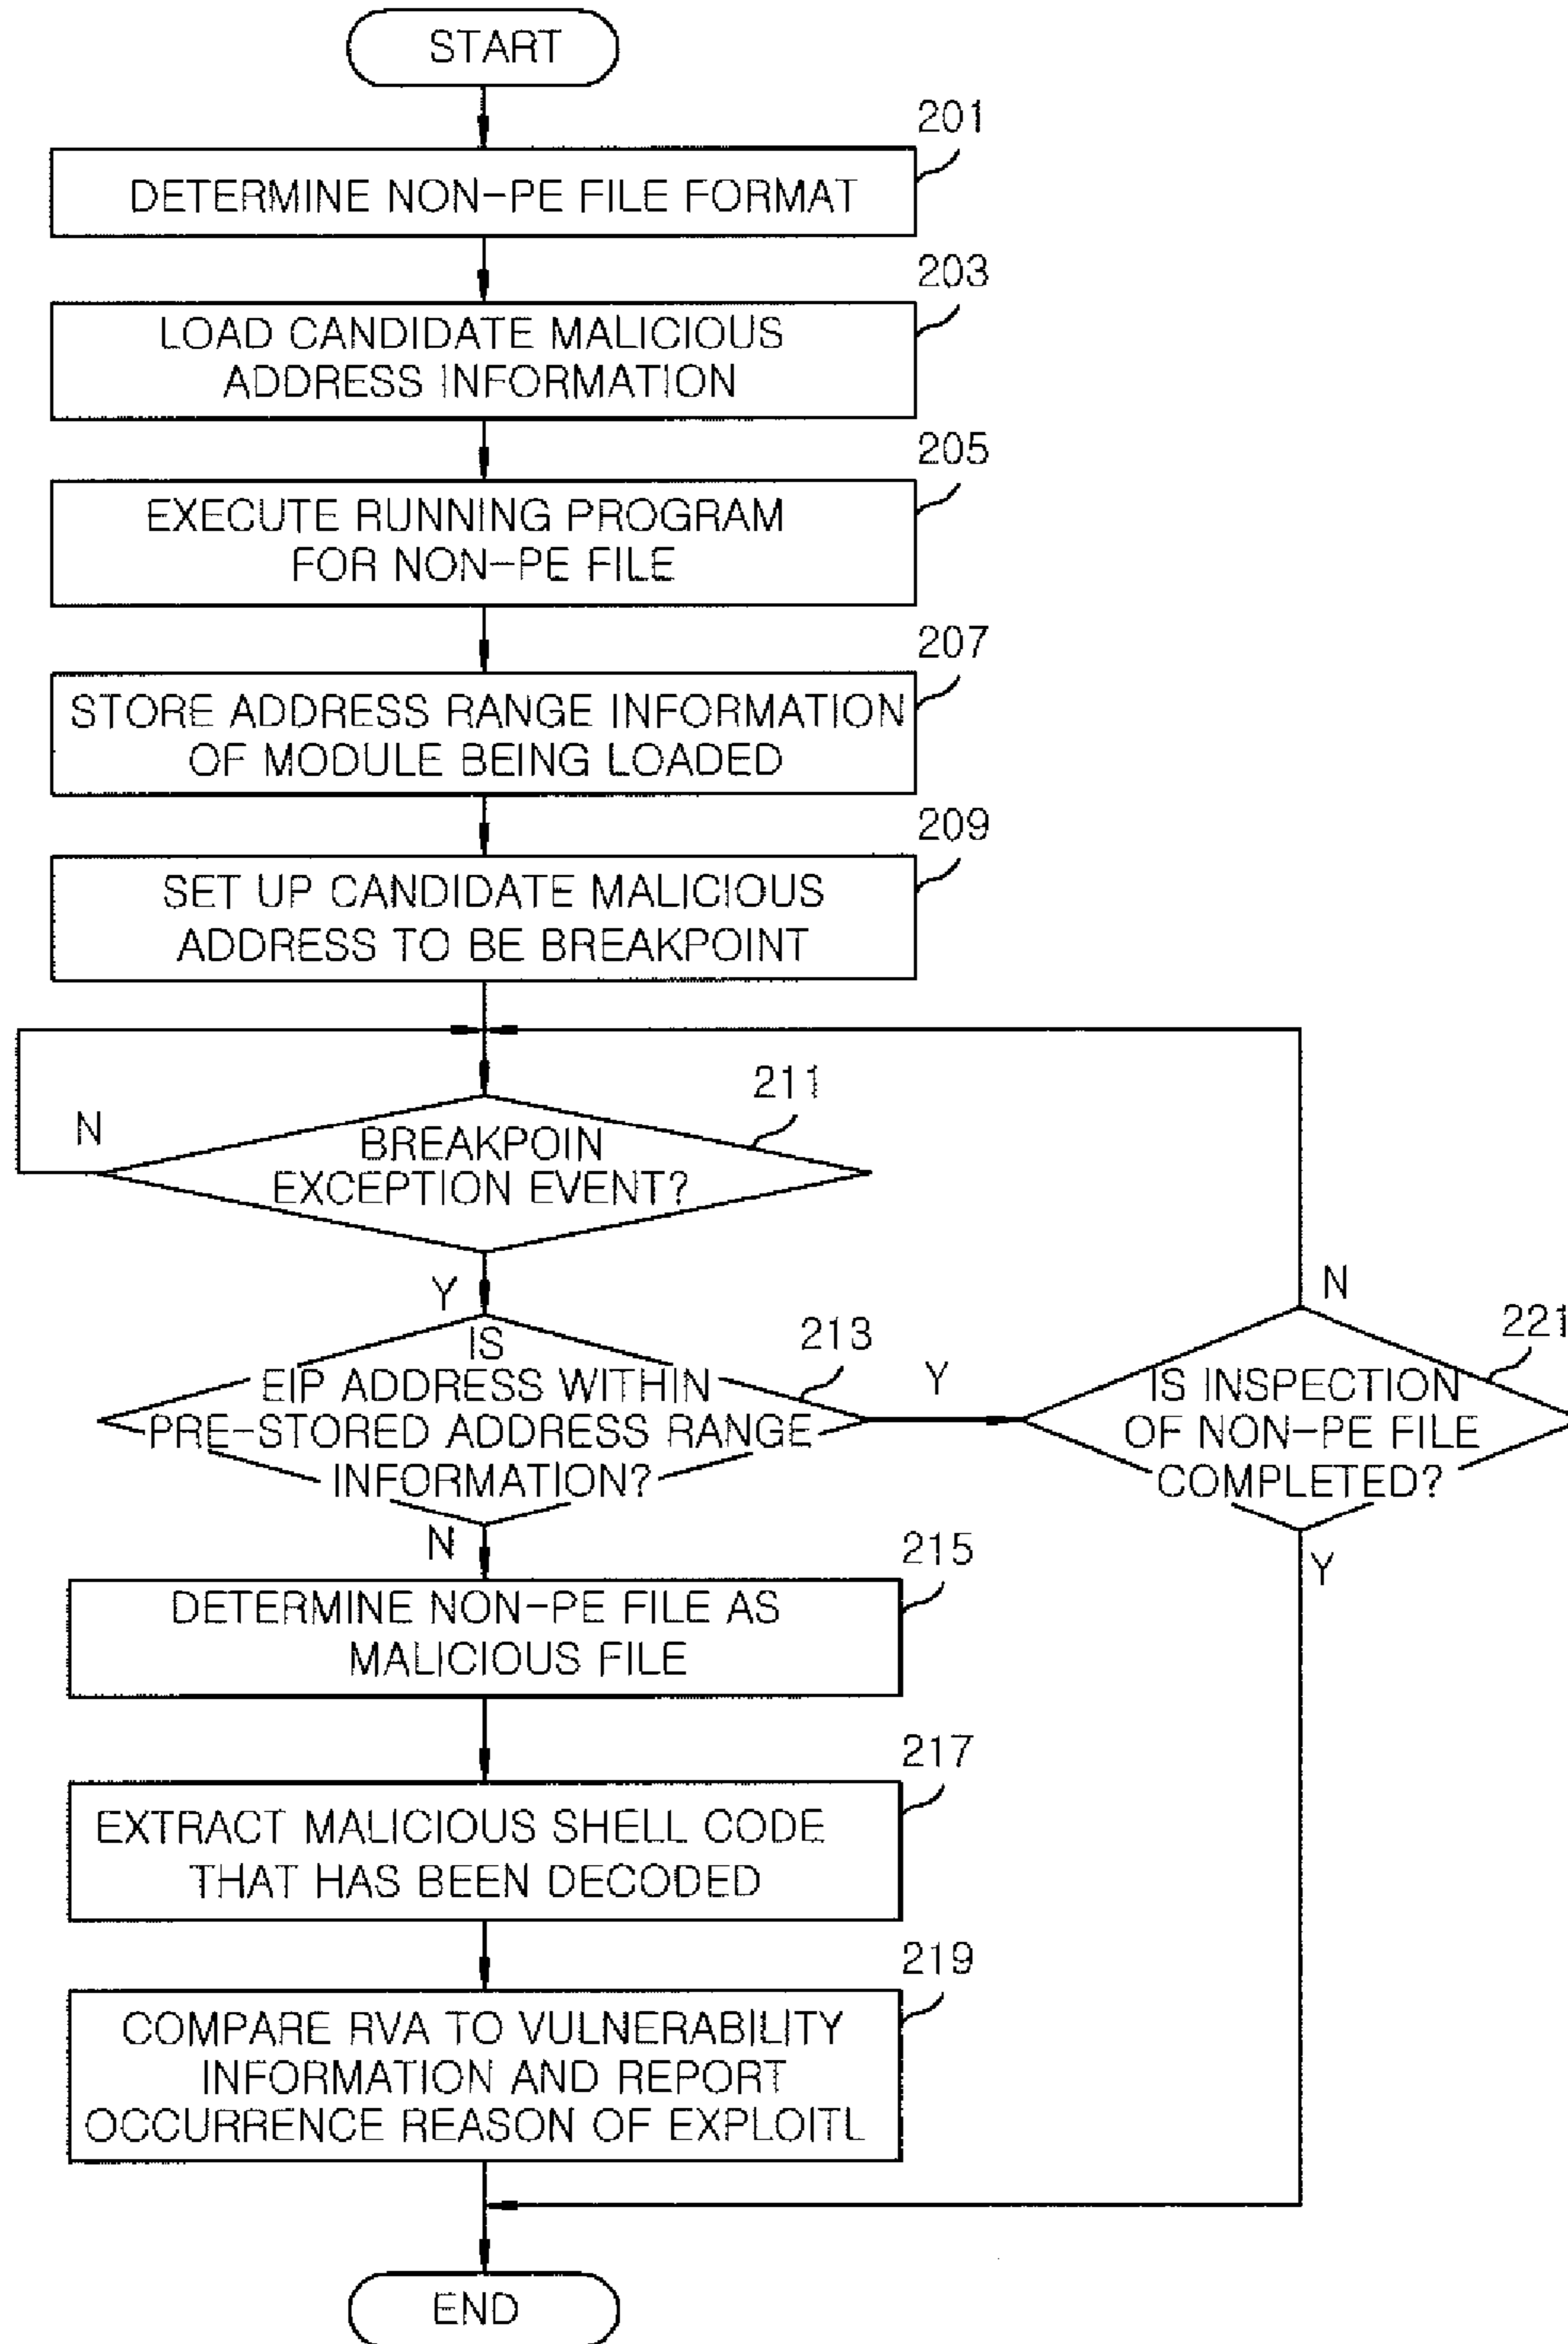 START
201
DETERMINE NON-PE FILE FORMAT
203
LOAD CANDIDATE MALICIOUS
ADDRESS INFORMATION
205
EXECUTE RUNNING PROGRAM
FOR NON-PE FILE
207
STORE ADDRESS RANGE INFORMATION
OF MODULE BEING LOADED
209
SET UP CANDIDATE MALICIOUS
ADDRESS TO BE BREAKPOINT
211
N
BREAKPOIN
EXCEPTION EVENT?
Y
213
IS
EIP ADDRESS WITHIN
PRE-STORED ADDRESS RANGE
INFORMATION?
Y
N
221
IS INSPECTION
OF NON-PE FILE
COMPLETED?
N
Y
215
DETERMINE NON-PE FILE AS
MALICIOUS FILE
217
EXTRACT MALICIOUS SHELL CODE
THAT HAS BEEN DECODED
219
COMPARE RVA TO VULNERABILITY
INFORMATION AND REPORT
OCCURRENCE REASON OF EXPLOITL
END